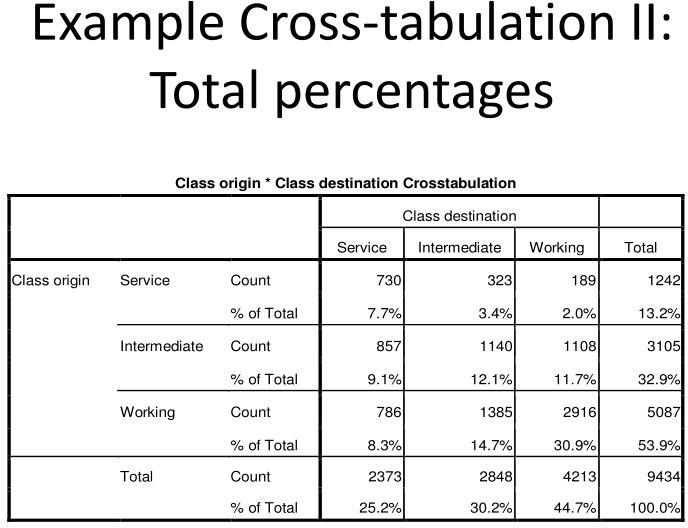 Example Cross-tabulation II:
Total percentages
Class origin * Class destination Crosstabulation
Class destination
Service Intermediate Working Total
Class origin Service Count 730 323 189 1242
% of Total 7.7% 3.4% 2.0% 13.2%
Intermediate Count 857 1140 1108 3105
% of Total 9.1% 12.1% 11.7% 32.9%
Working Count 786 1385 2916 5087
% of Total 8.3% 14.7% 30.9% 53.9%
Total Count 2373 2848 4213 9434
% of Total 25.2% 30.2% 44.7% 100.0%